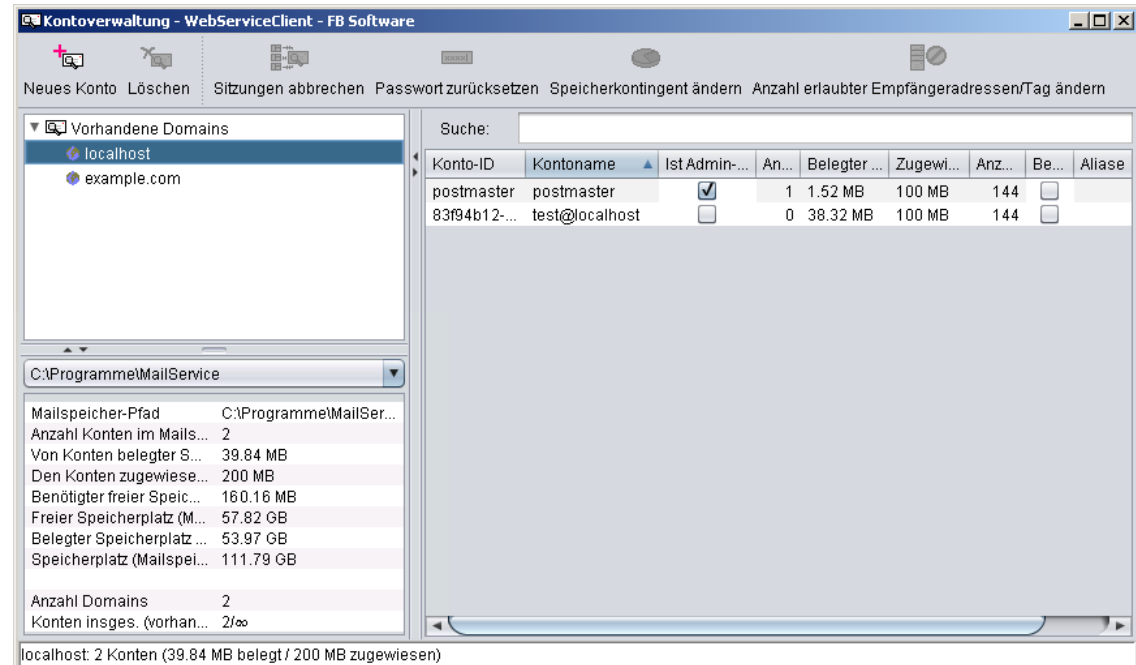 Kontoverwaltung - WebServiceClient - FB Software
Neues Konto Löschen Sitzungen abbrechen Passwort zurücksetzen Speicherkontingent ändern Anzahl erlaubter Empfängeradressen/Tag ändern
Vorhandene Domains
localhost
example.com
Suche:
Konto-ID Kontoname Ist Admin-... An... Belegter ... Zugewi... Anz... Be... Aliase
postmaster postmaster 1 1.52 MB 100 MB 144
83f94b12-... test@localhost 0 38.32 MB 100 MB 144
C:\Programme\MailService
Mailspeicher-Pfad C:\Programme\MailSer...
Anzahl Konten im Mails... 2
Von Konten belegter S... 39.84 MB
Den Konten zugewiese... 200 MB
Benötigter freier Speic... 160.16 MB
Freier Speicherplatz (M... 57.82 GB
Belegter Speicherplatz ... 53.97 GB
Speicherplatz (Mailspei... 111.79 GB
Anzahl Domains 2
Konten insges. (vorhan... 2/∞
localhost: 2 Konten (39.84 MB belegt / 200 MB zugewiesen)